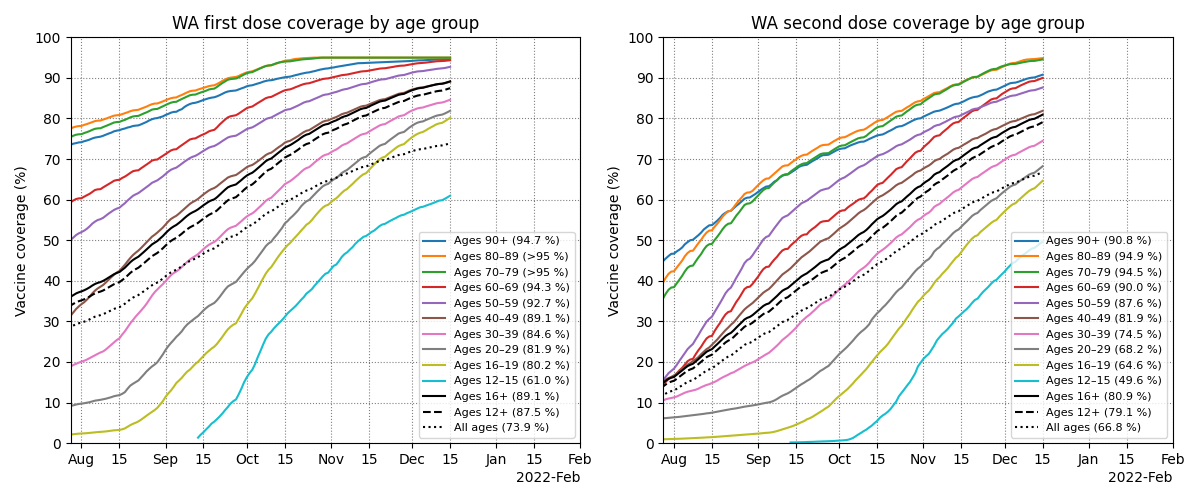 WA first dose coverage by age group
Vaccine coverage (%)
100
90
80
70
60
50
40
30
20
10
0
Ages 90+ (94.7 %)
Ages 80–89 (>95 %)
Ages 70–79 (>95 %)
Ages 60–69 (94.3 %)
Ages 50–59 (92.7 %)
Ages 40–49 (89.1 %)
Ages 30–39 (84.6 %)
Ages 20–29 (81.9 %)
Ages 16–19 (80.2 %)
Ages 12–15 (61.0 %)
Ages 16+ (89.1 %)
Ages 12+ (87.5 %)
All ages (73.9 %)
Aug 15 Sep 15 Oct 15 Nov 15 Dec 15 Jan 15 Feb
2022-Feb
WA second dose coverage by age group
Vaccine coverage (%)
100
90
80
70
60
50
40
30
20
10
0
Ages 90+ (90.8 %)
Ages 80–89 (94.9 %)
Ages 70–79 (94.5 %)
Ages 60–69 (90.0 %)
Ages 50–59 (87.6 %)
Ages 40–49 (81.9 %)
Ages 30–39 (74.5 %)
Ages 20–29 (68.2 %)
Ages 16–19 (64.6 %)
Ages 12–15 (49.6 %)
Ages 16+ (80.9 %)
Ages 12+ (79.1 %)
All ages (66.8 %)
Aug 15 Sep 15 Oct 15 Nov 15 Dec 15 Jan 15 Feb
2022-Feb